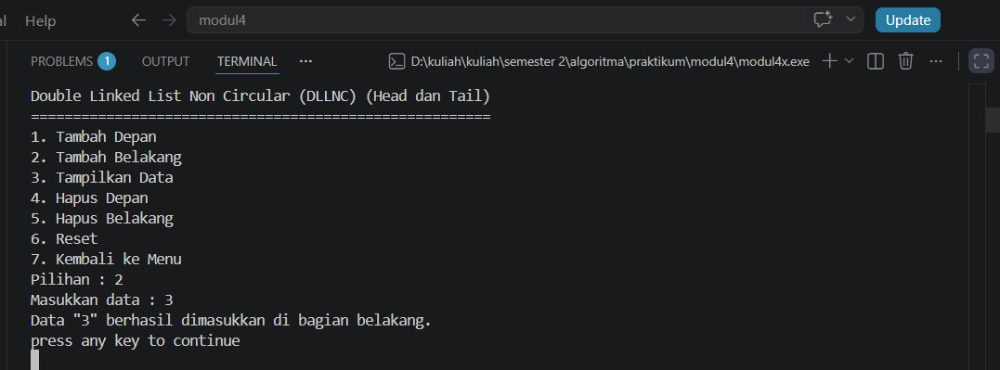 Help
modul4
Update
PROBLEMS 1 OUTPUT TERMINAL ... D:\kuliah\kuliah\semester 2\algoritma\praktikum\modul4\modul4x.exe
Double Linked List Non Circular (DLLNC) (Head dan Tail)
=======================================================
1. Tambah Depan
2. Tambah Belakang
3. Tampilkan Data
4. Hapus Depan
5. Hapus Belakang
6. Reset
7. Kembali ke Menu
Pilihan : 2
Masukkan data : 3
Data "3" berhasil dimasukkan di bagian belakang.
press any key to continue